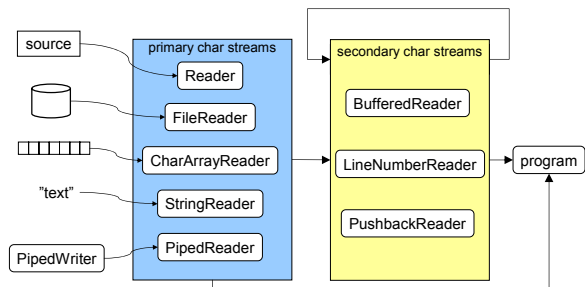 source
primary char streams
secondary char streams
Reader
FileReader
BufferedReader
CharArrayReader
LineNumberReader
program
"text"
StringReader
PushbackReader
PipedWriter
PipedReader